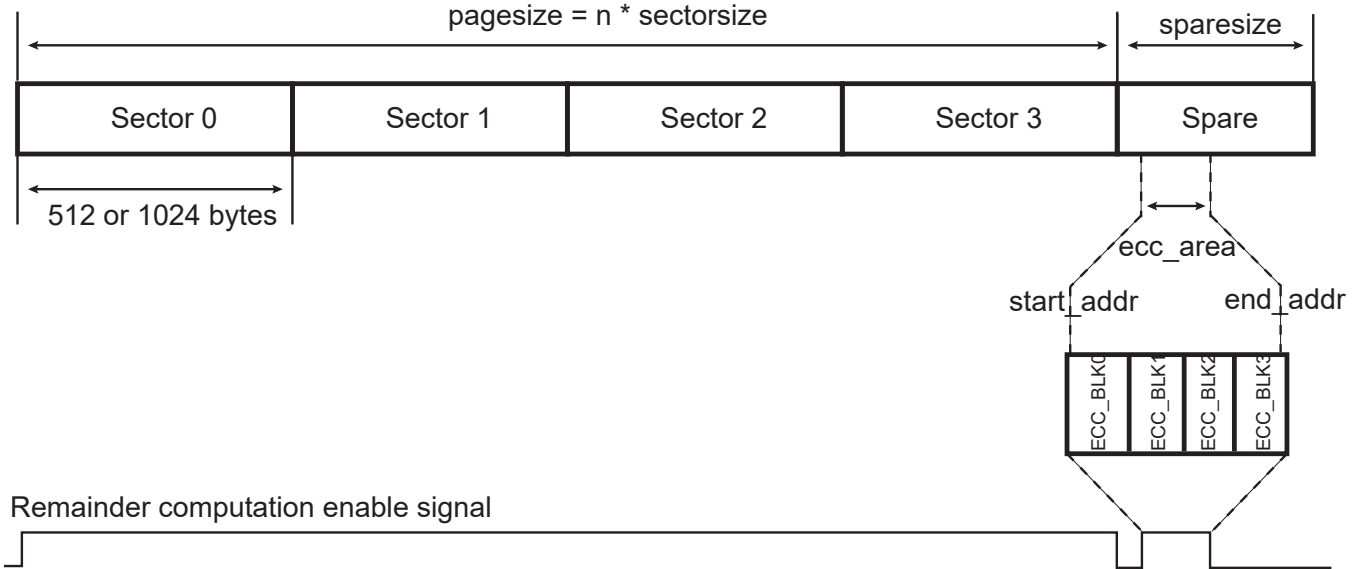 pagesize = n * sectorsize
sparesize
Sector 0
Sector 1
Sector 2
Sector 3
Spare
512 or 1024 bytes
ecc_area
start_addr
end_addr
ECC_BLK0
ECC_BLK1
ECC_BLK2
ECC_BLK3
Remainder computation enable signal